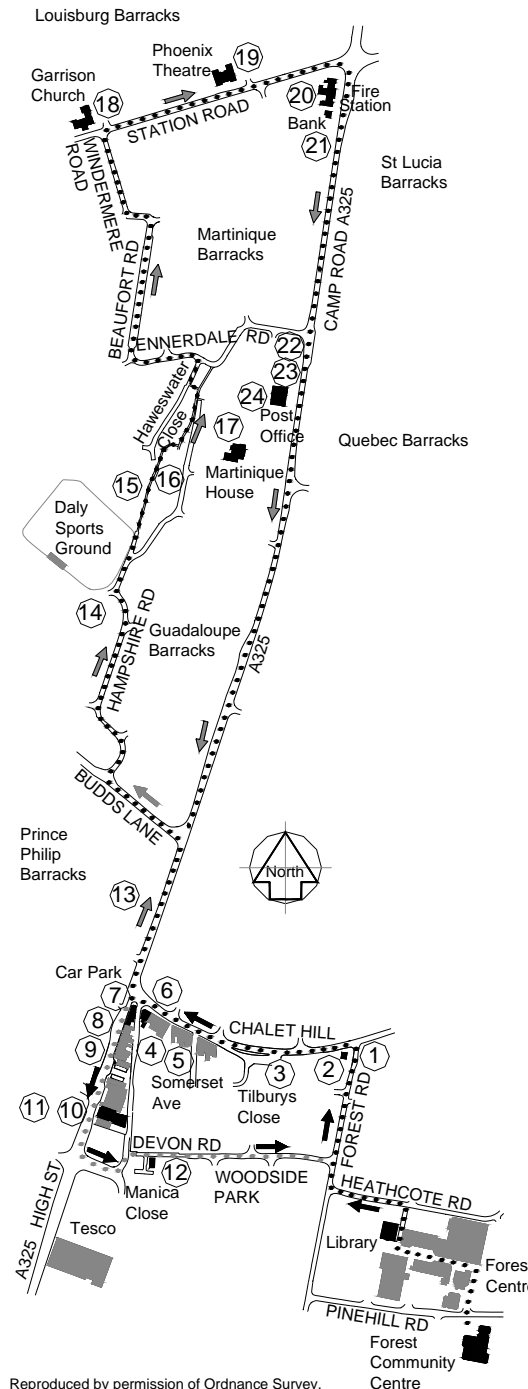 Louisburg Barracks
Phoenix
Theatre
19
Garrison
Church
18
20
Fire
Station
STATION ROAD
Bank
21
WINDERMERE
ROAD
St Lucia
Barracks
CAMP ROAD A325
Martinique
Barracks
BEAUFORT RD
ENNERDALE RD
22
23
Haweswater
Close
24
Post
Office
17
Quebec Barracks
Martinique
House
15
16
Daly
Sports
Ground
14
HAMPSHIRE RD
Guadaloupe
Barracks
A325
BUDDS LANE
Prince
Philip
Barracks
North
13
Car Park
7
6
8
CHALET HILL
9
4
5
3
2
1
Somerset
Ave
Tilburys
Close
FOREST RD
11
10
DEVON RD
12
WOODSIDE
PARK
HEATHCOTE RD
Manica
Close
A325 HIGH ST
Tesco
Library
Fores
Centr
PINEHILL RD
Forest
Community
Centre
Reproduced by permission of Ordnance Survey.